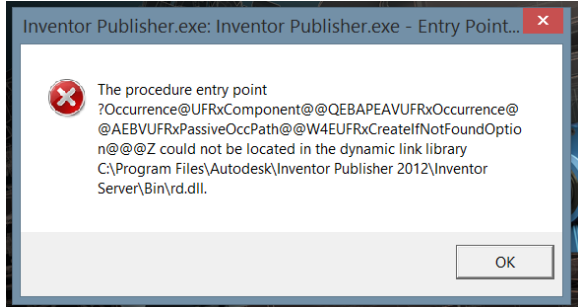 Inventor Publisher.exe: Inventor Publisher.exe - Entry Point...
The procedure entry point
?Occurrence@UFRxComponent@@QEBAPEAVUFRxOccurrence@
@AEBVUFRxPassiveOccPath@@W4EUFRxCreateIfNotFoundOptio
n@@@Z could not be located in the dynamic link library
C:\Program Files\Autodesk\Inventor Publisher 2012\Inventor
Server\Bin\rd.dll.
OK